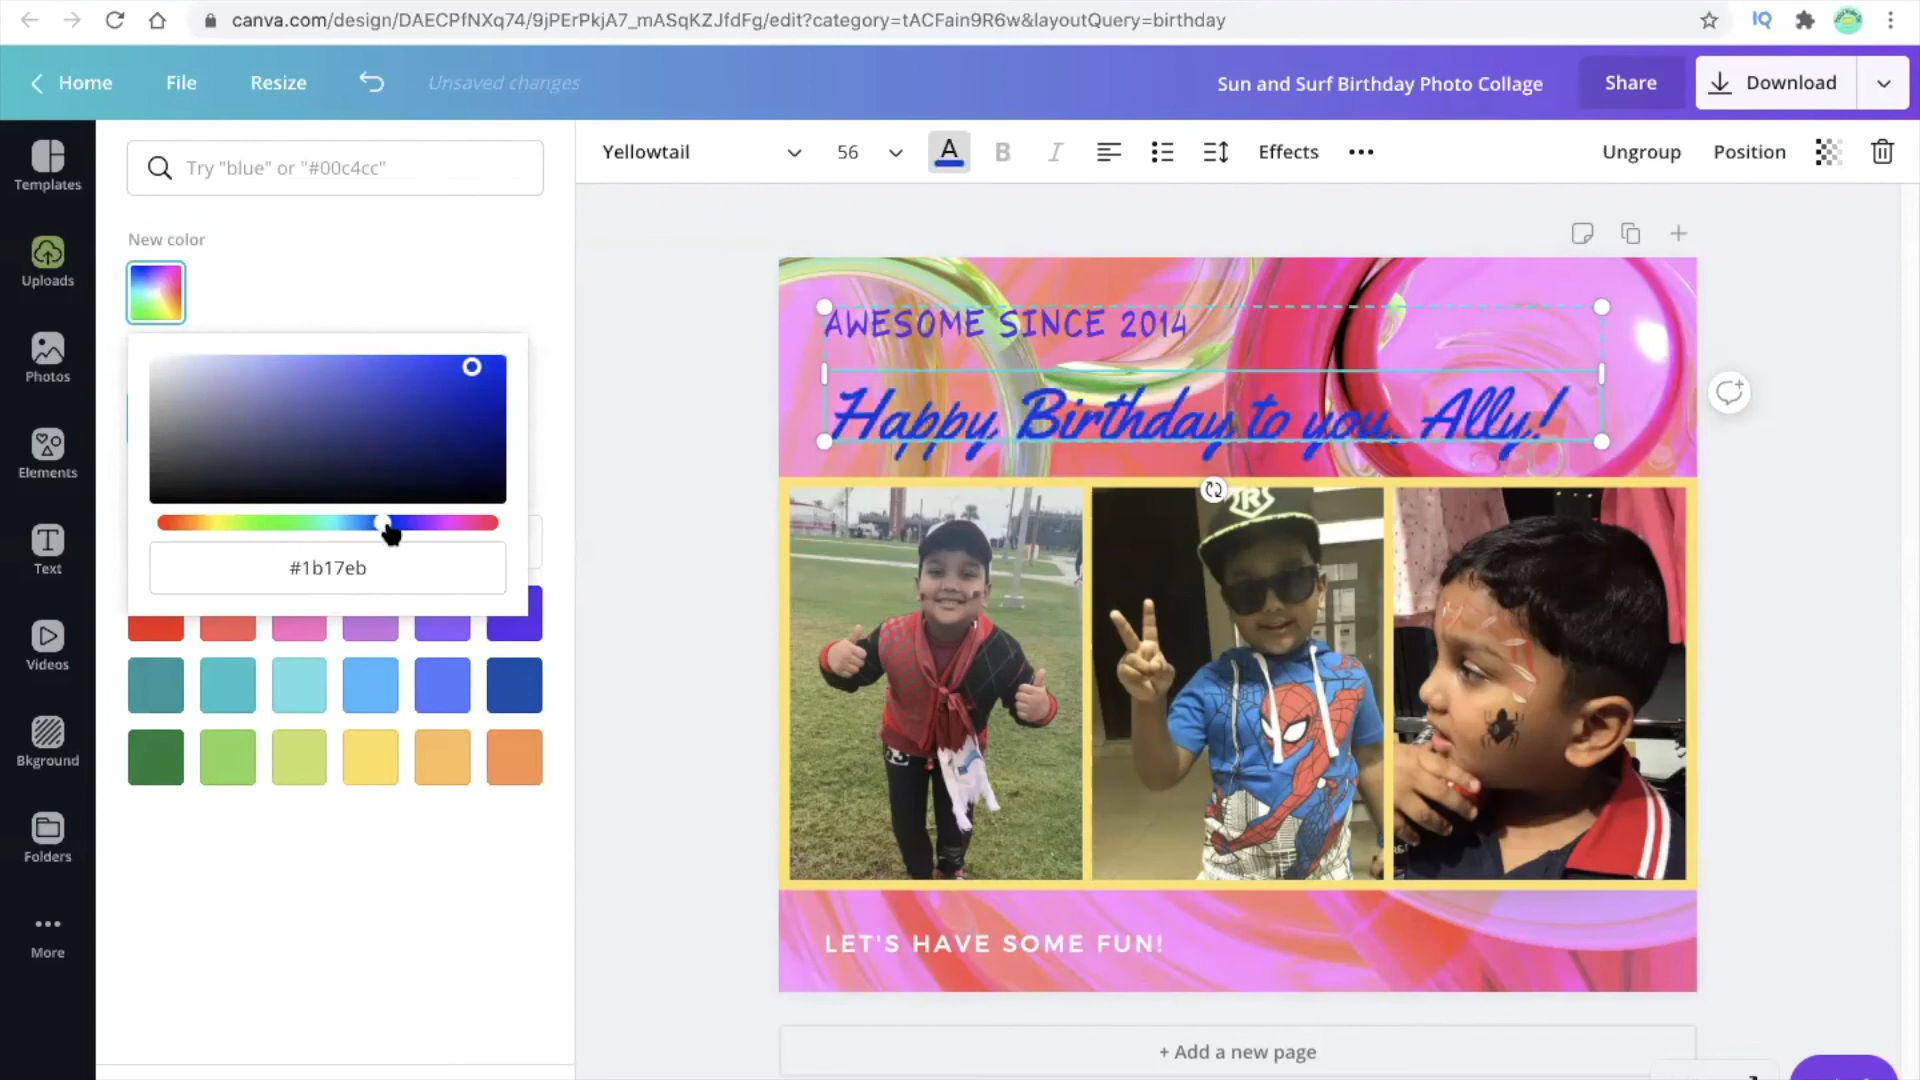 canva.com/design/DAECPfNXq74/9jPErPkjA7_mASqKZJfdFg/edit?category=tACFain9R6w&layoutQuery=birthday
IQ
Home File Resize Unsaved changes Sun and Surf Birthday Photo Collage Share Download
Templates
Uploads
Photos
Elements
Text
Videos
Bkground
Folders
More
Try "blue" or "#00c4cc"
New color
#1b17eb
Yellowtail 56 A B I Effects Ungroup Position
AWESOME SINCE 2014
Happy Birthday to you, Ally!
LET'S HAVE SOME FUN!
+ Add a new page